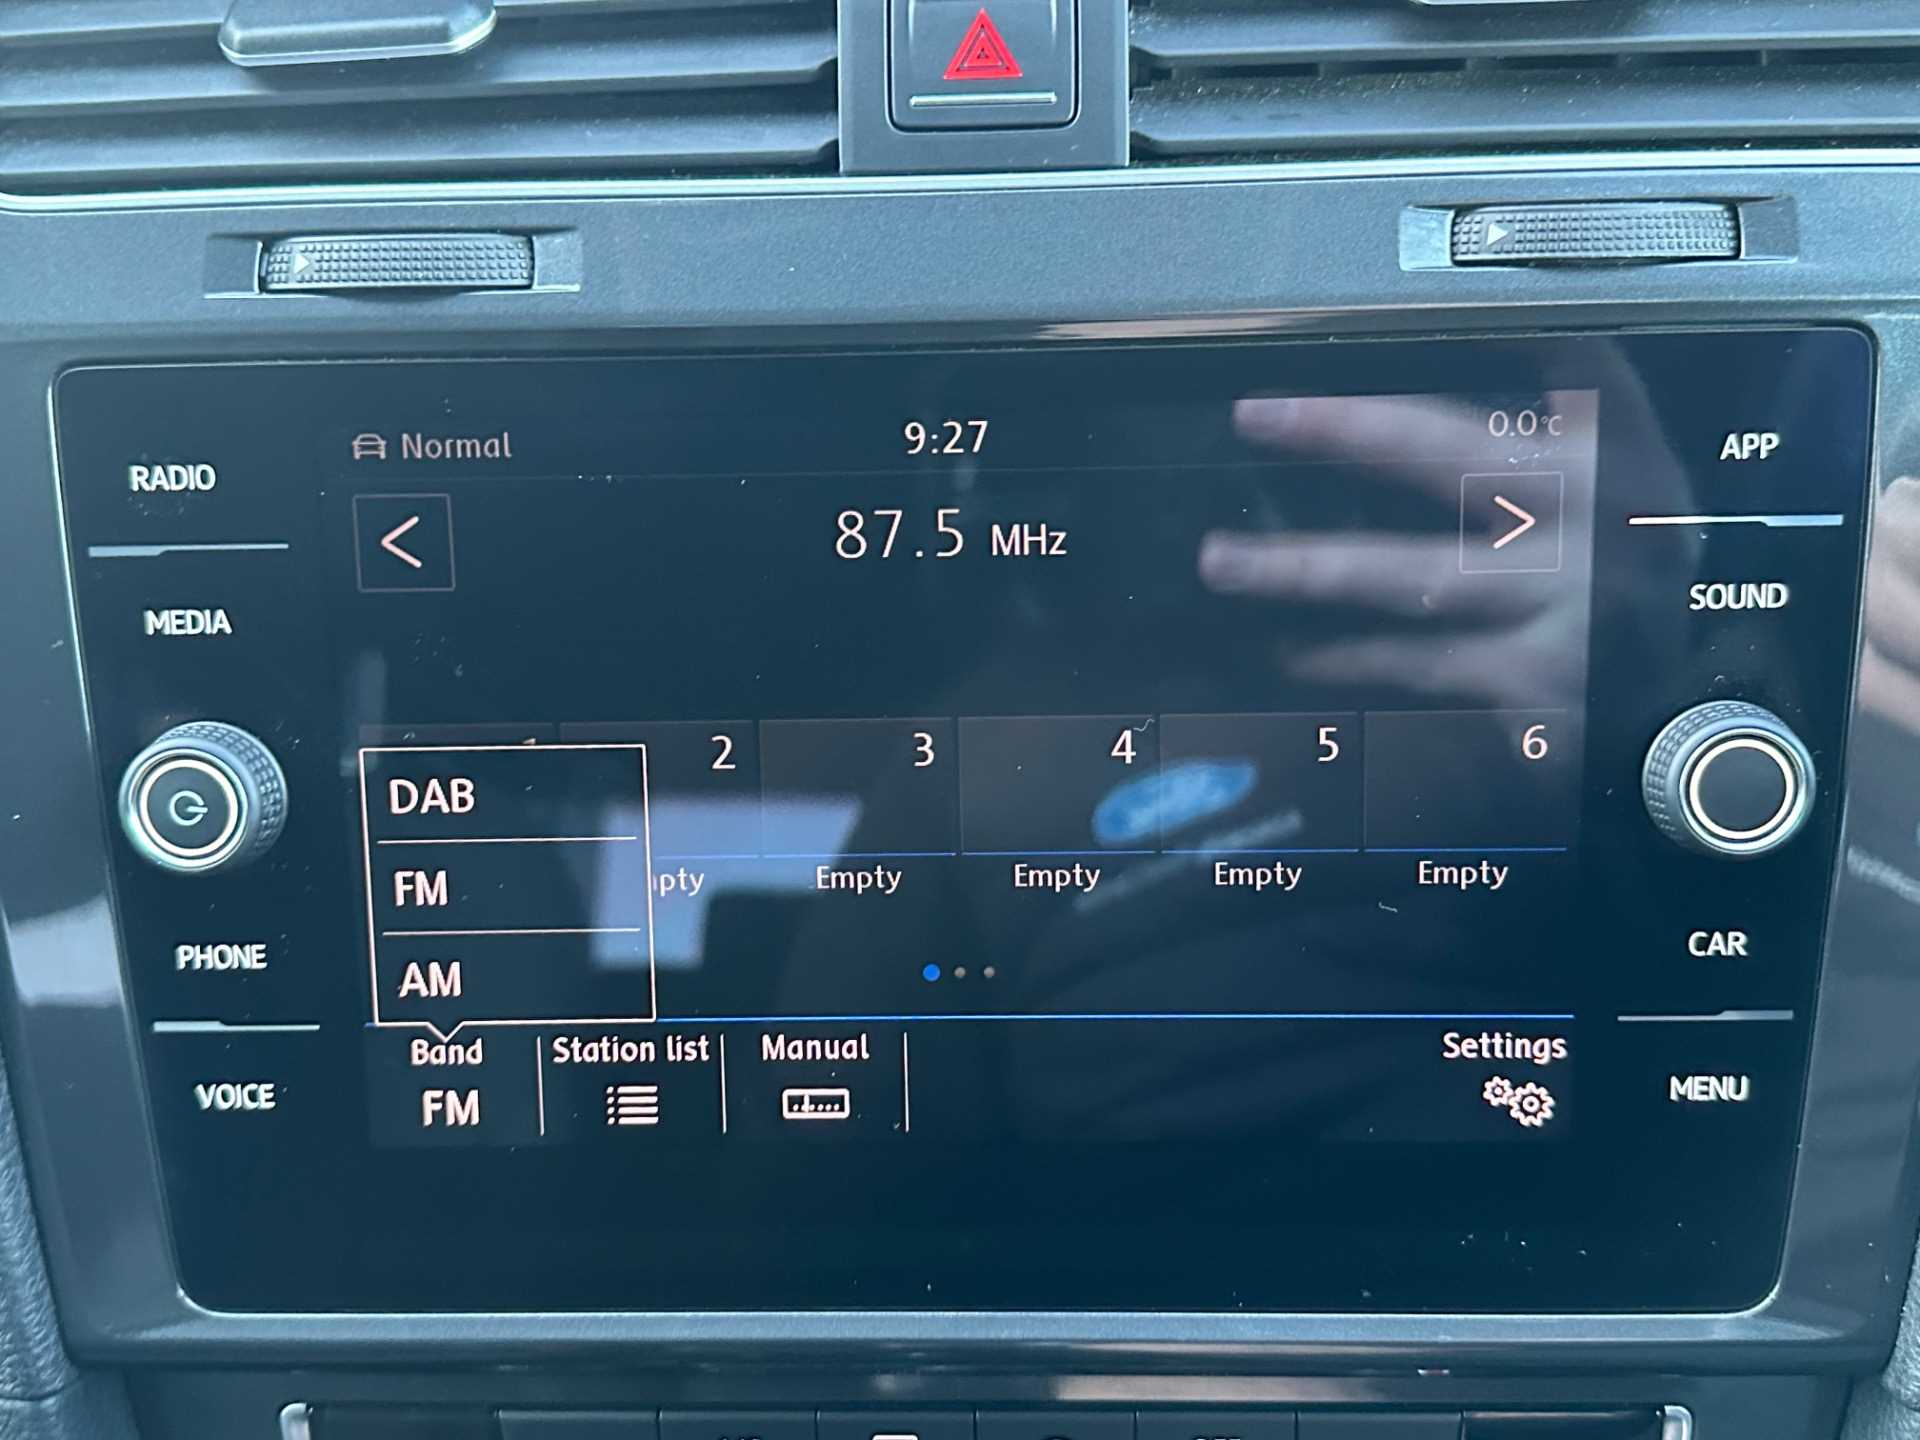 Normal
9:27
0.0°C
RADIO
APP
87.5 MHz
MEDIA
SOUND
2
3
4
5
6
DAB
FM
AM
Empty
Empty
Empty
Empty
PHONE
CAR
Band
FM
Station list
Manual
Settings
VOICE
MENU